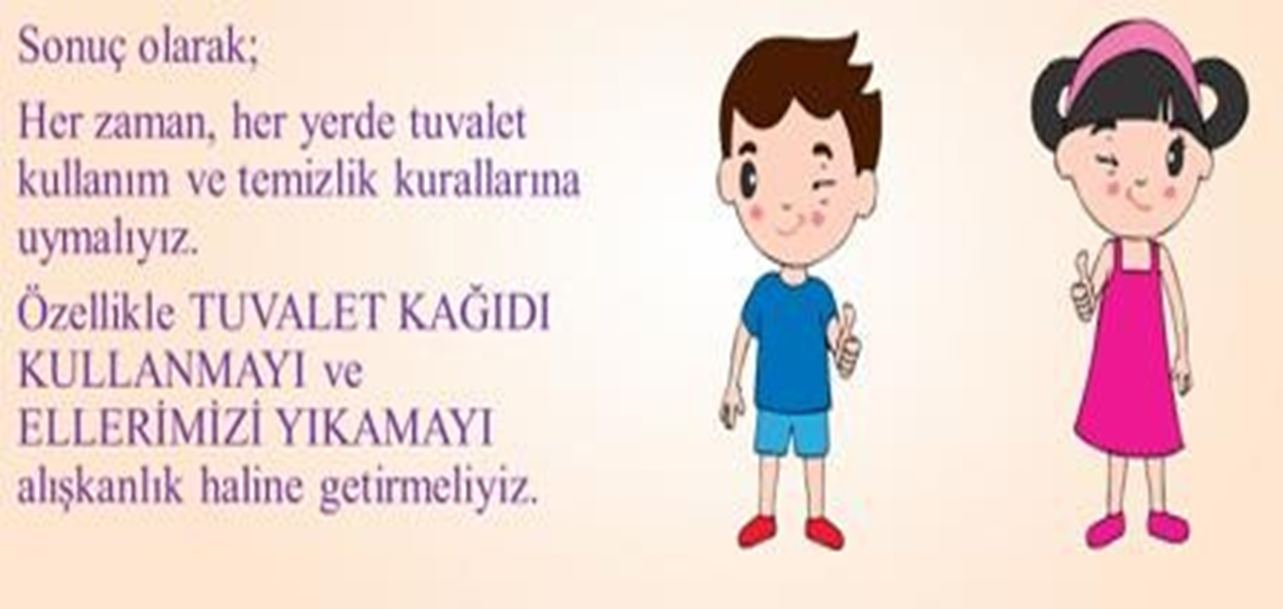 Sonuç olarak;
Her zaman, her yerde tuvalet
kullanım ve temizlik kurallarına
uymalıyız.
Özellikle TUVALET KAĞIDI
KULLANMAYI ve
ELLERİMİZİ YIKAMAYI
alışkanlık haline getirmeliyiz.